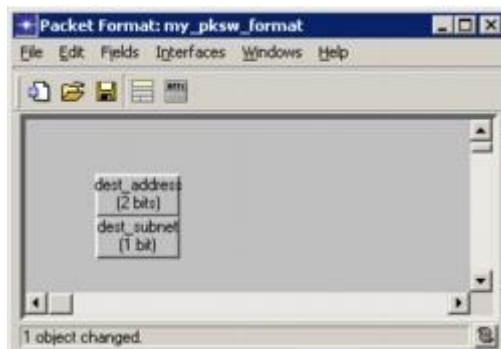 Packet Format: my_pksw_format
File Edit Fields Interfaces Windows Help
dest_address
(2 bits)
dest_subnet
(1 bit)
1 object changed.